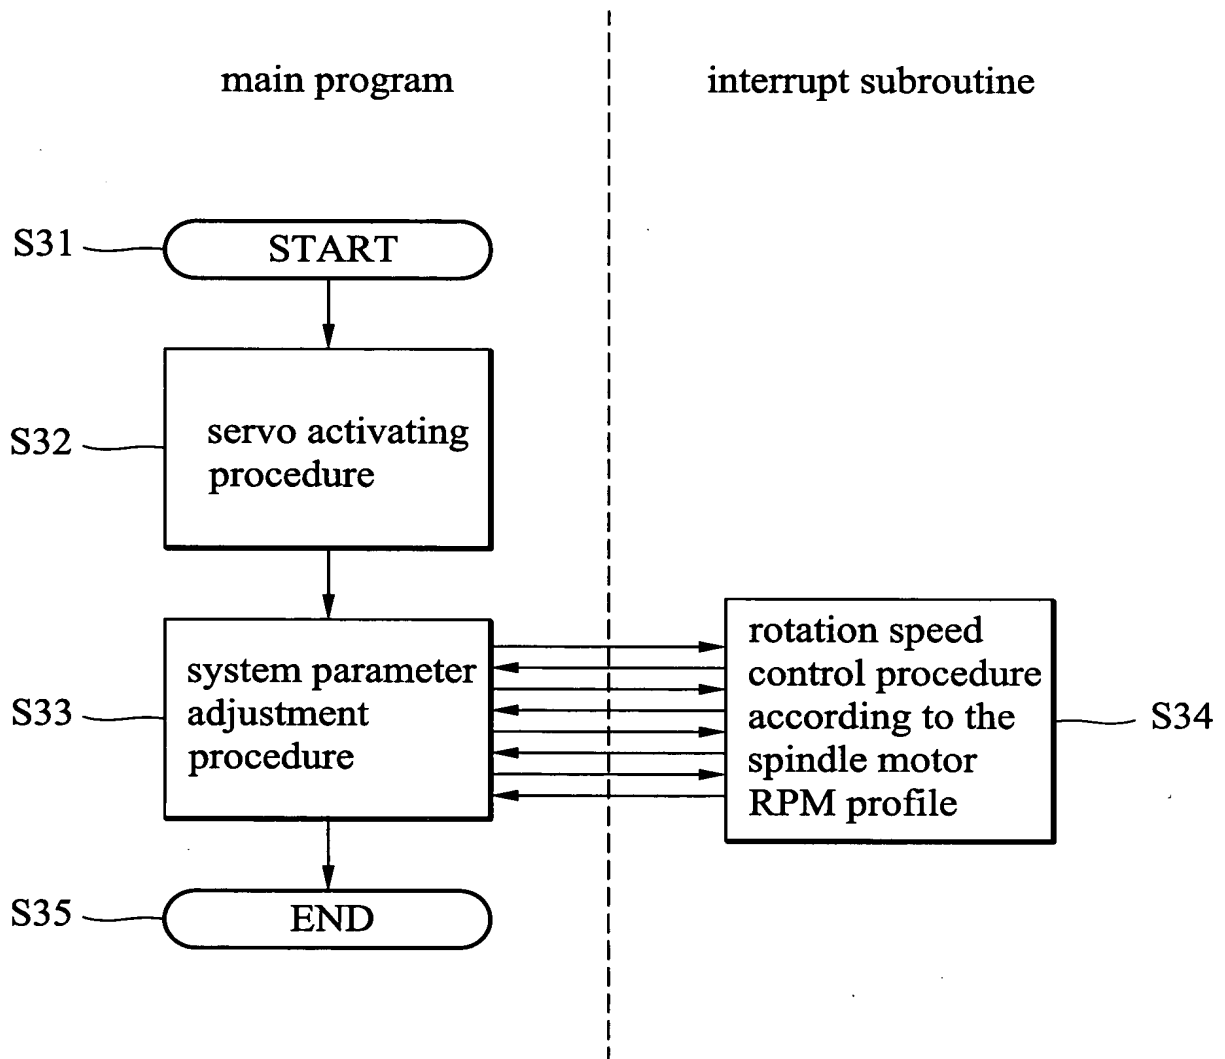 main program
interrupt subroutine
S31
START
S32
servo activating
procedure
S33
system parameter
adjustment
procedure
rotation speed
control procedure
according to the
spindle motor
RPM profile
S34
S35
END